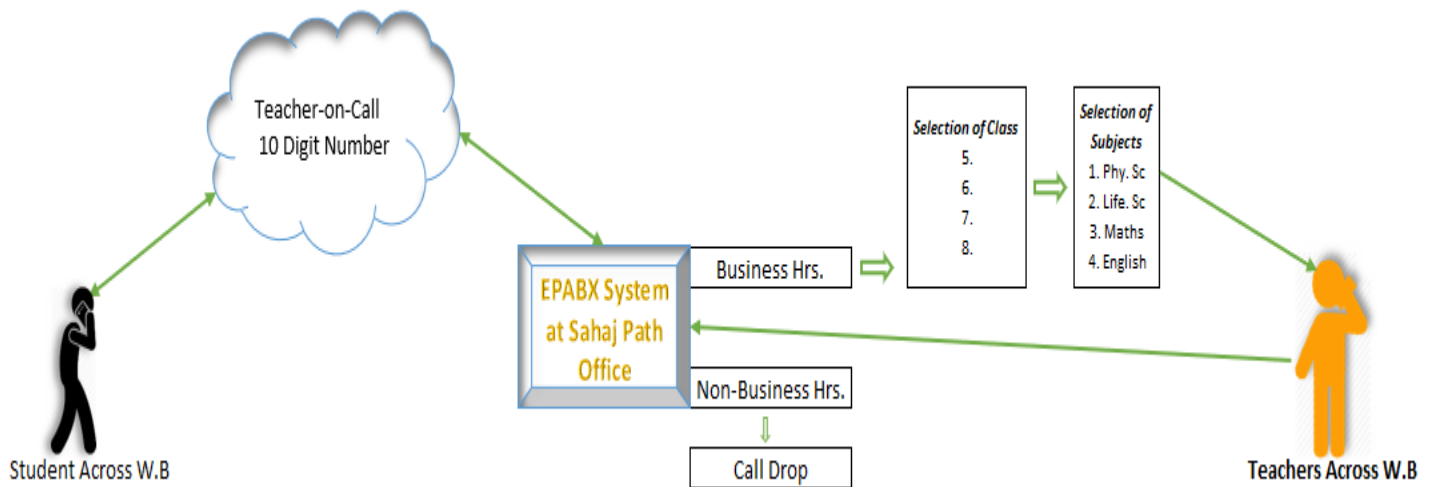 Teacher-on-Call
10 Digit Number
Selection of Class
5.
6.
7.
8.
Selection of
Subjects
1. Phy. Sc
2. Life. Sc
3. Maths
4. English
EPABX System
at Sahaj Path
Office
Business Hrs.
Non-Business Hrs.
Call Drop
Student Across W.B
Teachers Across W.B